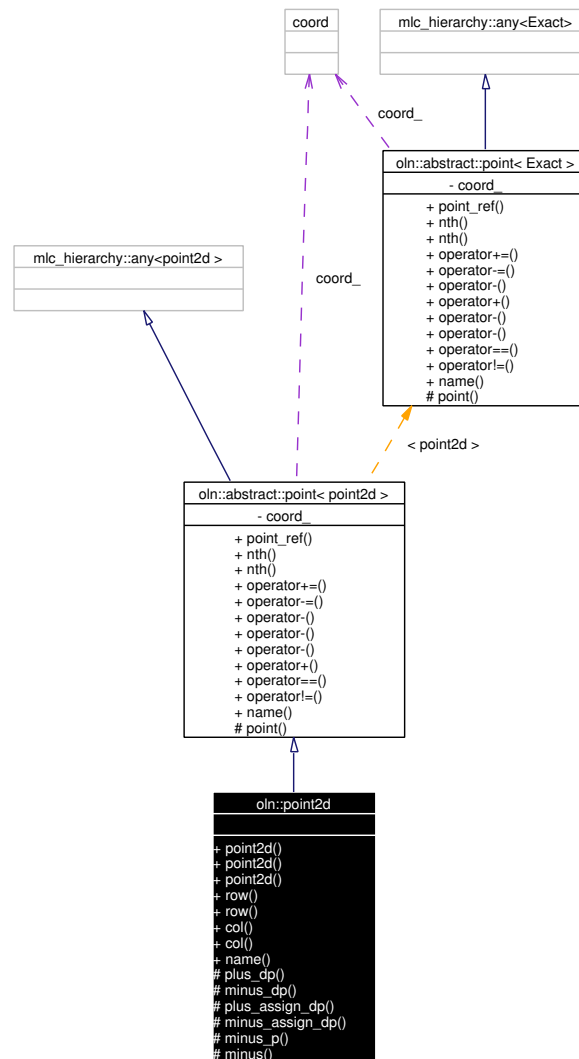 coord
mlc_hierarchy::any<Exact>
coord_
oln::abstract::point< Exact >
- coord_
+ point_ref()
+ nth()
+ nth()
+ operator+=()
+ operator-=()
+ operator-()
+ operator+()
+ operator-()
+ operator-()
+ operator==()
+ operator!=()
+ name()
# point()
mlc_hierarchy::any<point2d >
coord_
< point2d >
oln::abstract::point< point2d >
- coord_
+ point_ref()
+ nth()
+ nth()
+ operator+=()
+ operator-=()
+ operator-()
+ operator-()
+ operator-()
+ operator+()
+ operator==()
+ operator!=()
+ name()
# point()
oln::point2d
+ point2d()
+ point2d()
+ point2d()
+ row()
+ row()
+ col()
+ col()
+ name()
# plus_dp()
# minus_dp()
# plus_assign_dp()
# minus_assign_dp()
# minus_p()
# minus()